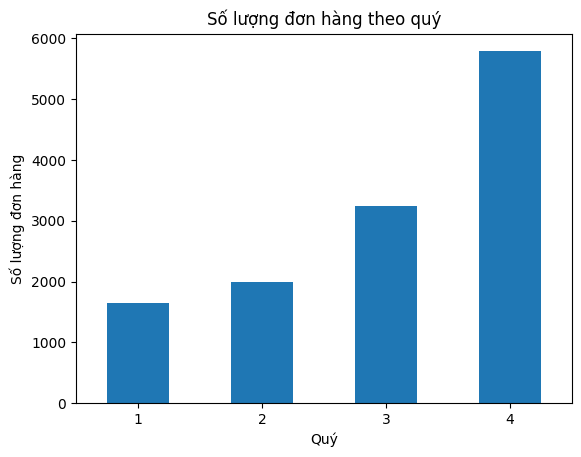 Số lượng đơn hàng theo quý
6000
5000
4000
3000
2000
1000
0
Số lượng đơn hàng
1 2 3 4
Quý